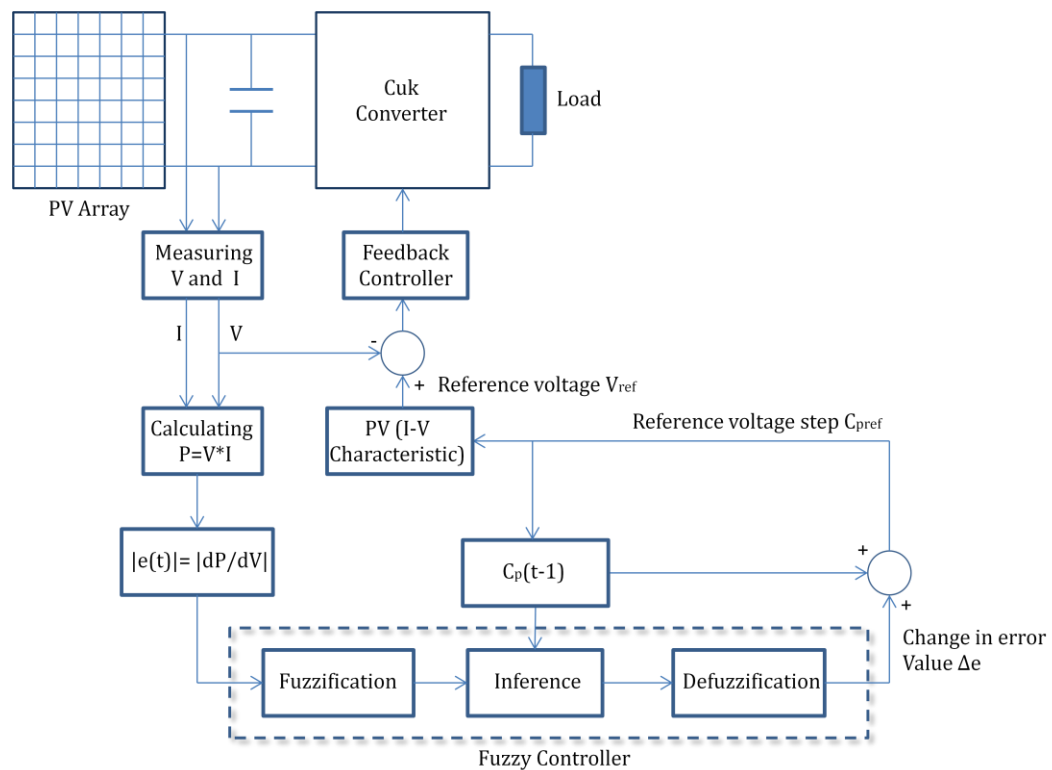 Cuk
Converter
Load
PV Array
Measuring
V and I
Feedback
Controller
I
V
-
+
Reference voltage Vref
Calculating
P=V*I
PV (I-V
Characteristic)
Reference voltage step Cpref
|e(t)|= |dP/dV|
Cp(t-1)
+
+
Change in error
Value Δe
Fuzzification
Inference
Defuzzification
Fuzzy Controller